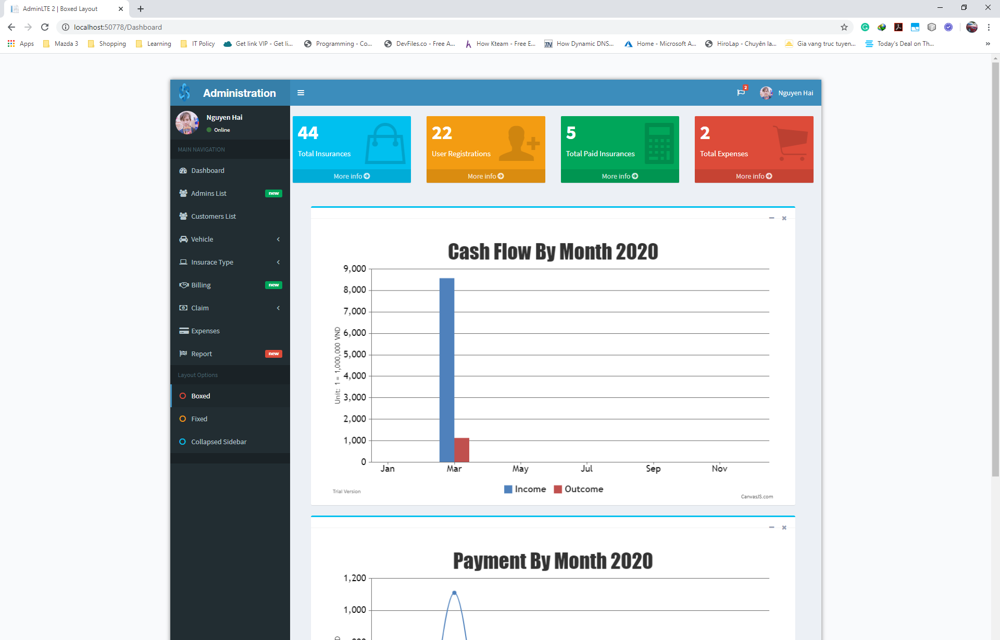 AdminLTE 2 | Boxed Layout
localhost:50778/Dashboard
Apps Mazda 3 Shopping Learning IT Policy Get link VIP - Get li... Programming - Co... DevFiles.co - Free A... How Kteam - Free E... TN How Dynamic DNS... Home - Microsoft A... HiroLap - Chuyên la... Gia vang truc tuyen... Today's Deal on Th... »
Administration
2
Nguyen Hai
Nguyen Hai
Online
MAIN NAVIGATION
Dashboard
Admins List new
Customers List
Vehicle
Insurace Type
Billing new
Claim
Expenses
Report new
Layout Options
Boxed
Fixed
Collapsed Sidebar
44
Total Insurances
More info
22
User Registrations
More info
5
Total Paid Insurances
More info
2
Total Expenses
More info
Cash Flow By Month 2020
Unit: 1 = 1,000,000 VND
9,000
8,000
7,000
6,000
5,000
4,000
3,000
2,000
1,000
0
Jan Mar May Jul Sep Nov
Income Outcome
Trial Version
CanvasJS.com
Payment By Month 2020
1,200
1,000